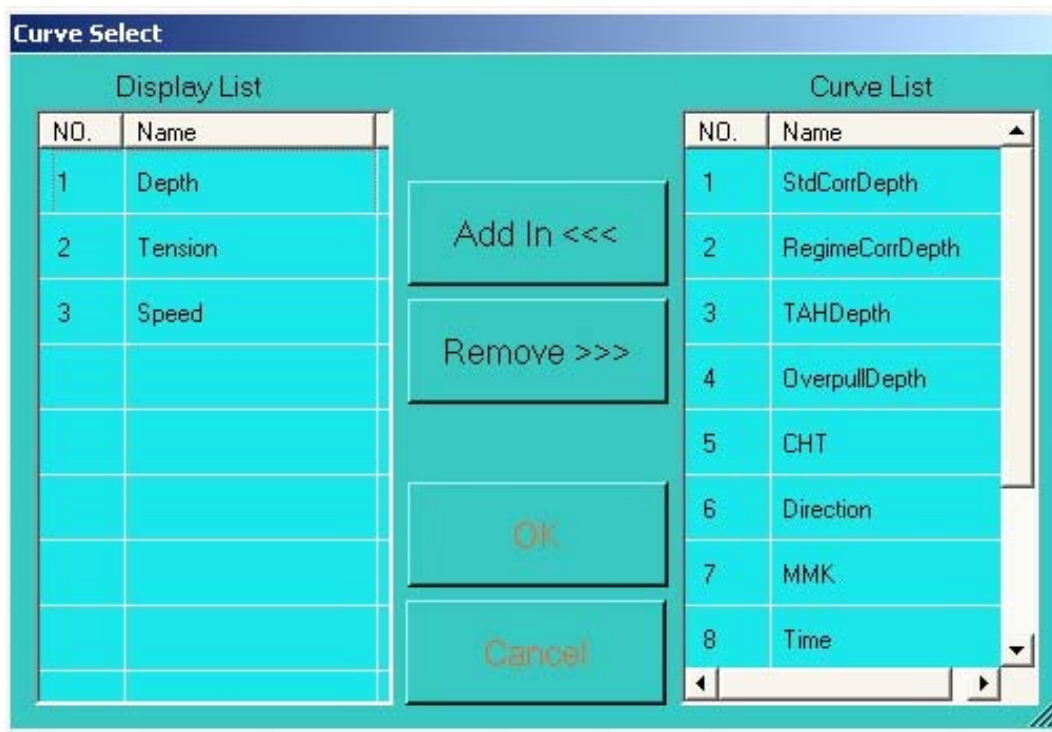 Curve Select
Display List
NO. Name
1 Depth
2 Tension
3 Speed
Add In <<<
Remove >>>
OK
Cancel
Curve List
NO. Name
1 StdCorrDepth
2 RegimeCorrDepth
3 TAHDepth
4 OverpullDepth
5 CHT
6 Direction
7 MMK
8 Time